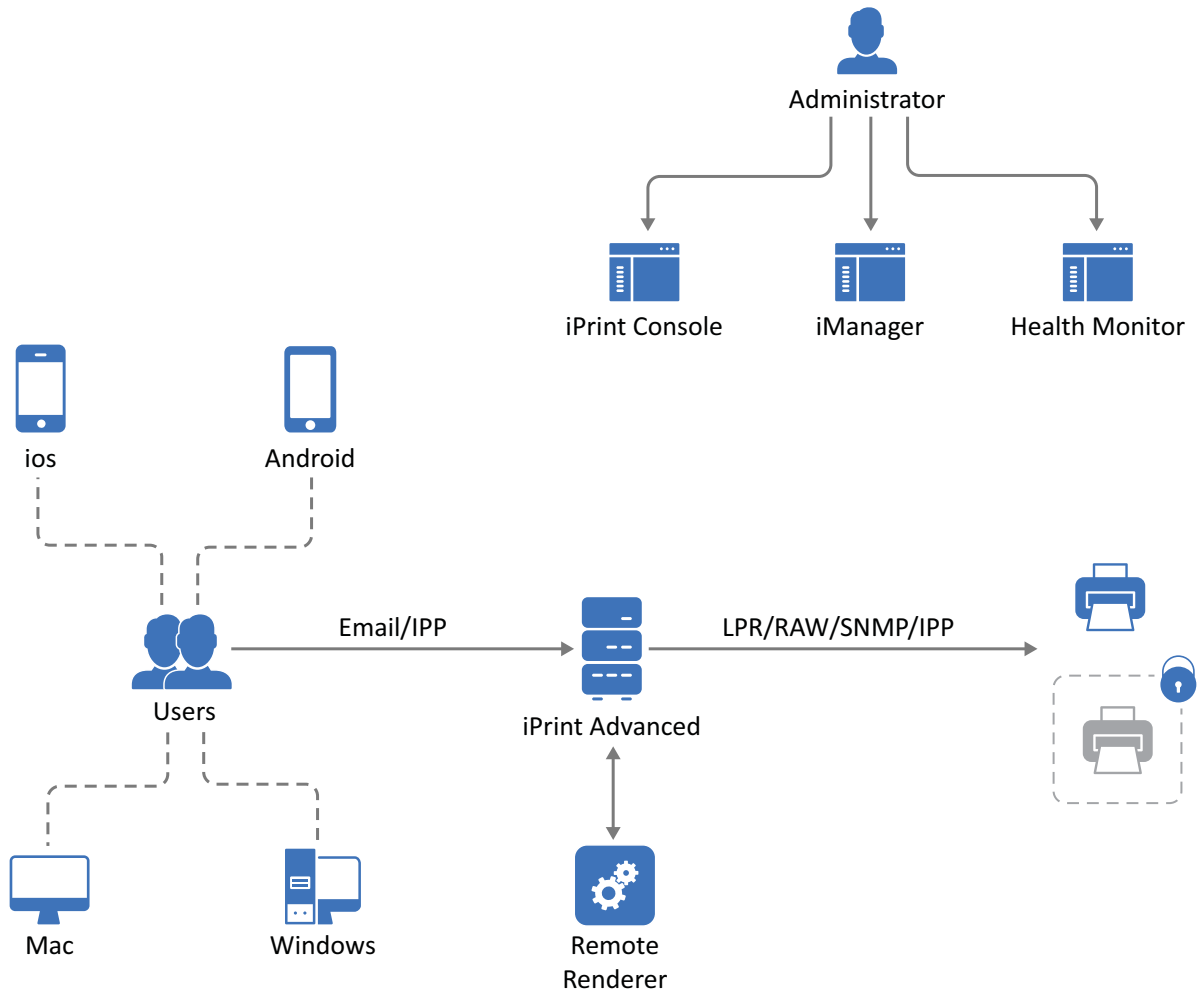 Administrator
iPrint Console
iManager
Health Monitor
ios
Android
Email/IPP
LPR/RAW/SNMP/IPP
Users
iPrint Advanced
Mac
Windows
Remote
Renderer